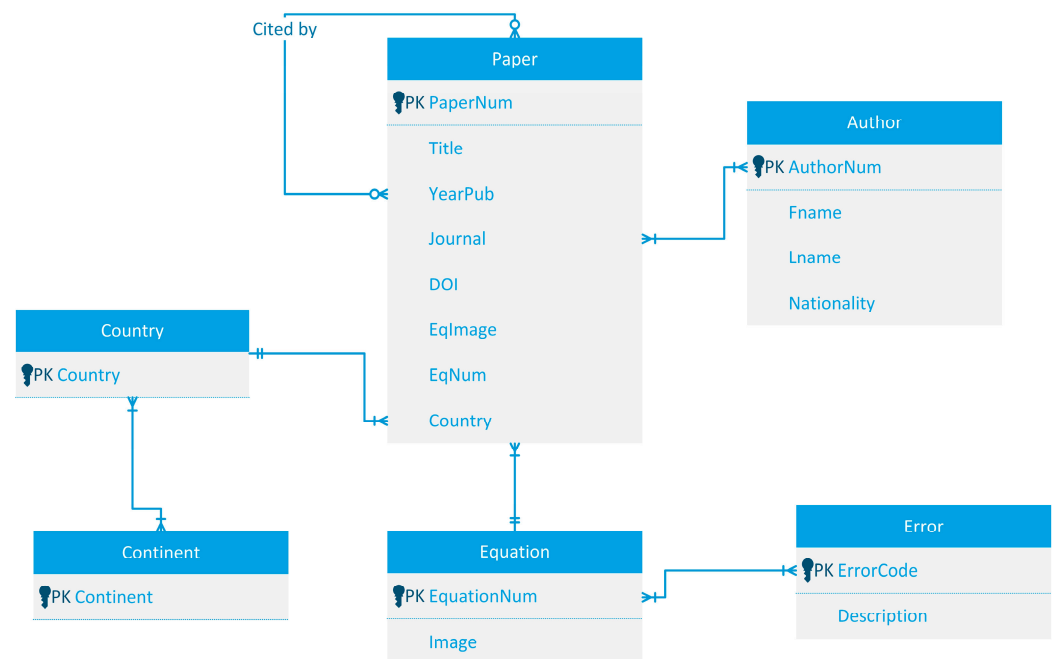 Cited by
Paper
PK PaperNum
Title
YearPub
Journal
DOI
EqImage
EqNum
Country
Author
PK AuthorNum
Fname
Lname
Nationality
Country
PK Country
Continent
PK Continent
Equation
PK EquationNum
Image
Error
PK ErrorCode
Description